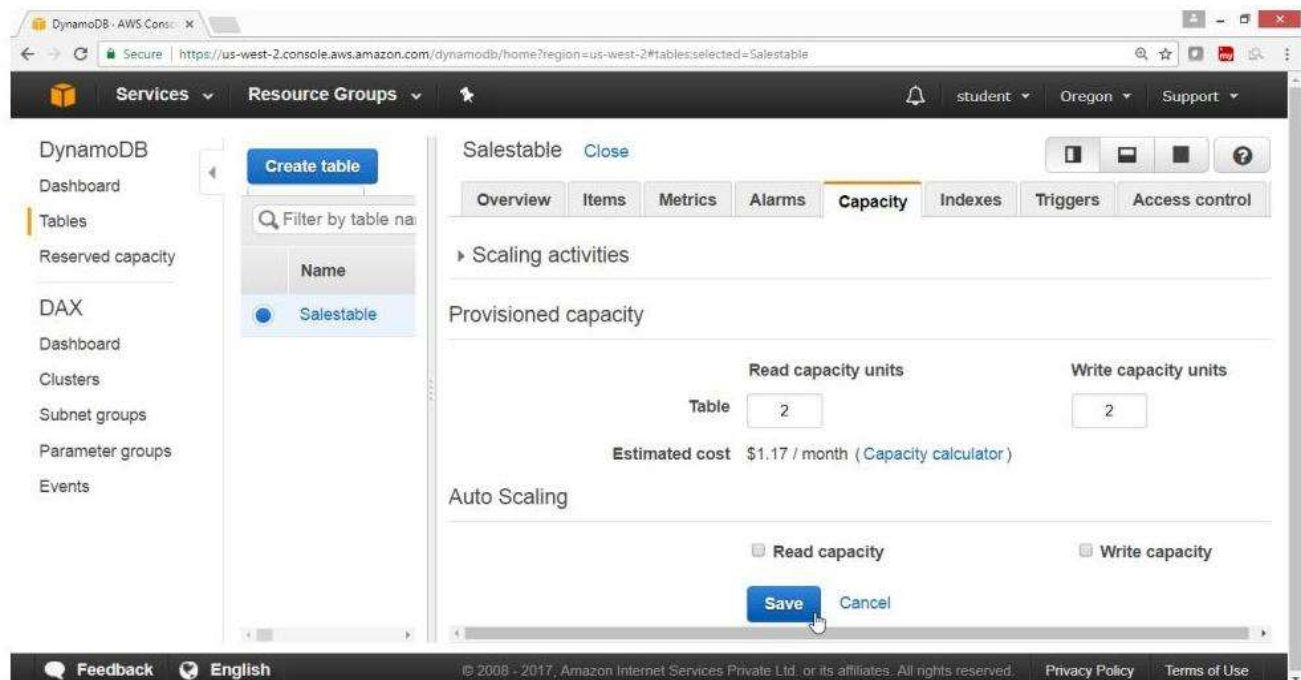 DynamoDB - AWS Conso
Secure | https://us-west-2.console.aws.amazon.com/dynamodb/home?region=us-west-2#tables:selected=Salestable
my
Services Resource Groups student Oregon Support
DynamoDB
Dashboard
Tables
Reserved capacity
DAX
Dashboard
Clusters
Subnet groups
Parameter groups
Events
Create table
Filter by table na
Name
Salestable
Salestable Close
Overview Items Metrics Alarms Capacity Indexes Triggers Access control
Scaling activities
Provisioned capacity
Read capacity units Write capacity units
Table 2 2
Estimated cost $1.17 / month ( Capacity calculator )
Auto Scaling
Read capacity Write capacity
Save Cancel
Feedback English © 2008 - 2017, Amazon Internet Services Private Ltd. or its affiliates. All rights reserved. Privacy Policy Terms of Use